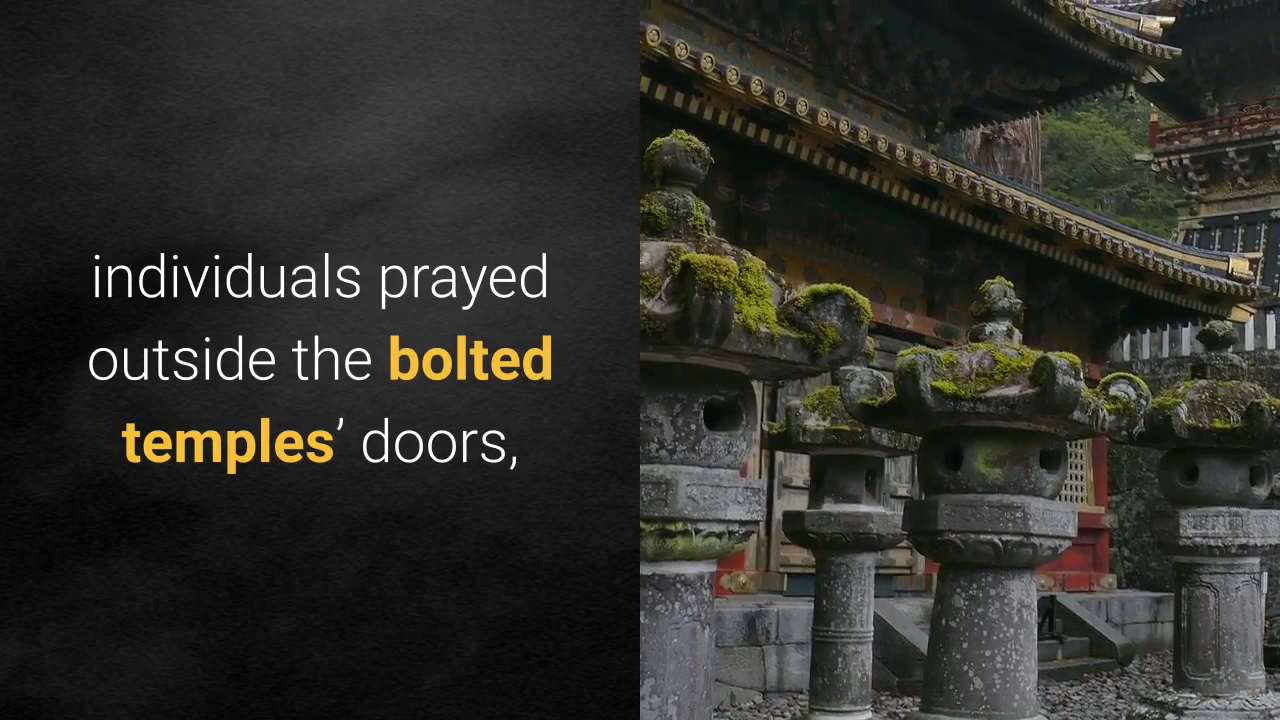 individuals prayed
outside the bolted
temples’ doors,